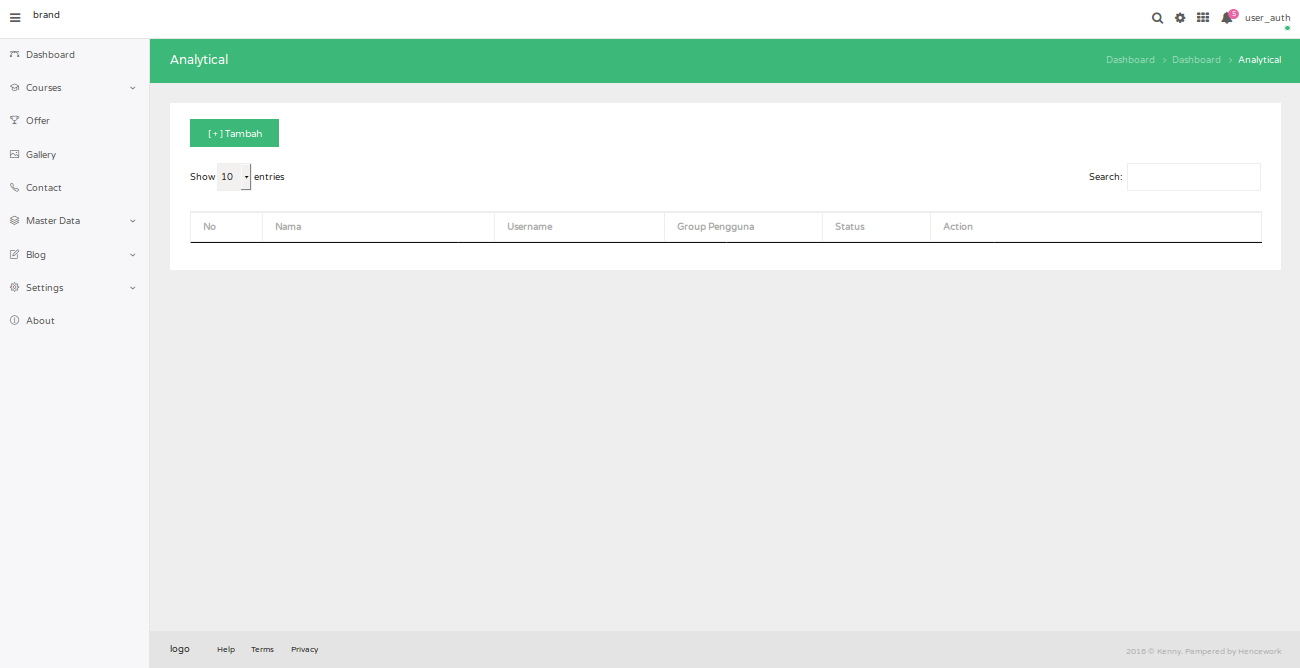 brand
5
user_auth
Dashboard
Courses
Offer
Gallery
Contact
Master Data
Blog
Settings
About
Analytical
Dashboard > Dashboard > Analytical
[+] Tambah
Show 10 entries
Search:
No Nama Username Group Pengguna Status Action
logo Help Terms Privacy
2016 © Kenny. Pampered by Hencework